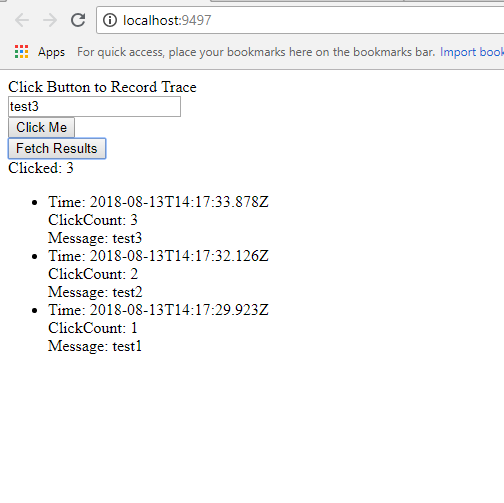 localhost:9497
Apps For quick access, place your bookmarks here on the bookmarks bar. Import book
Click Button to Record Trace
test3
Click Me
Fetch Results
Clicked: 3
Time: 2018-08-13T14:17:33.878Z
ClickCount: 3
Message: test3
Time: 2018-08-13T14:17:32.126Z
ClickCount: 2
Message: test2
Time: 2018-08-13T14:17:29.923Z
ClickCount: 1
Message: test1